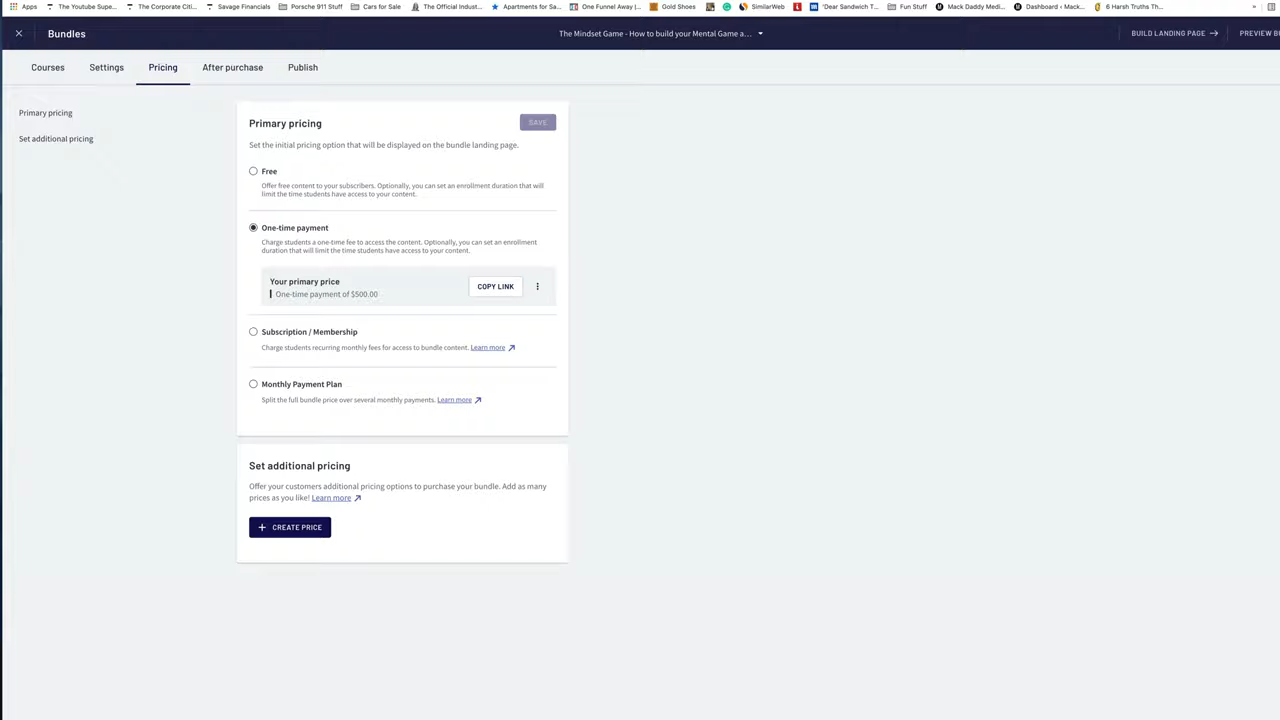 Apps The Youtube Supe... The Corporate Citi... Savage Financials Porsche 911 Stuff Cars for Sale The Official Indust... Apartments for Sa... One Funnel Away (... Gold Shoes SimilarWeb "Dear Sandwich T... Fun Stuff Mack Daddy Medi... Dashboard ‹ Mack... 6 Harsh Truths Th... »
Bundles The Mindset Game - How to build your Mental Game a... BUILD LANDING PAGE PREVIEW BU
Courses Settings Pricing After purchase Publish
Primary pricing
Set additional pricing
Primary pricing SAVE
Set the initial pricing option that will be displayed on the bundle landing page.
Free
Offer free content to your subscribers. Optionally, you can set an enrollment duration that will
limit the time students have access to your content.
One-time payment
Charge students a one-time fee to access the content. Optionally, you can set an enrollment
duration that will limit the time students have access to your content.
Your primary price
One-time payment of $500.00
COPY LINK
Subscription / Membership
Charge students recurring monthly fees for access to bundle content. Learn more
Monthly Payment Plan
Split the full bundle price over several monthly payments. Learn more
Set additional pricing
Offer your customers additional pricing options to purchase your bundle. Add as many
prices as you like! Learn more
+ CREATE PRICE